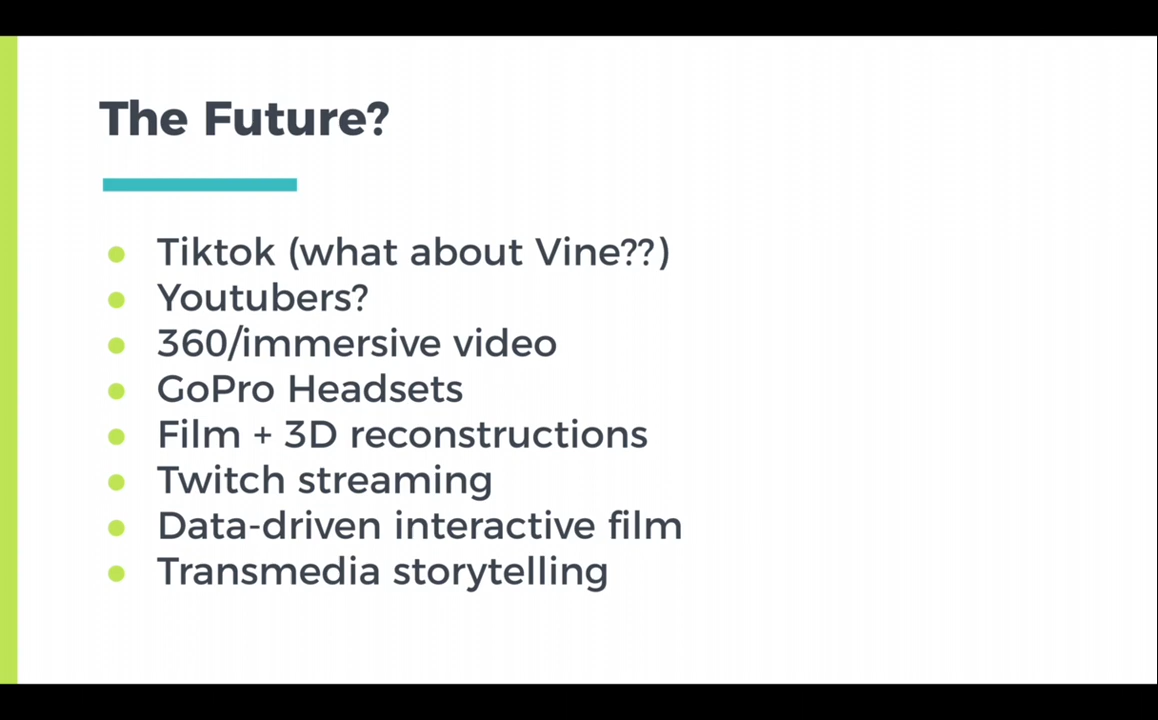 The Future?
● Tiktok (what about Vine??)
● Youtubers?
● 360/immersive video
● GoPro Headsets
● Film + 3D reconstructions
● Twitch streaming
● Data-driven interactive film
● Transmedia storytelling